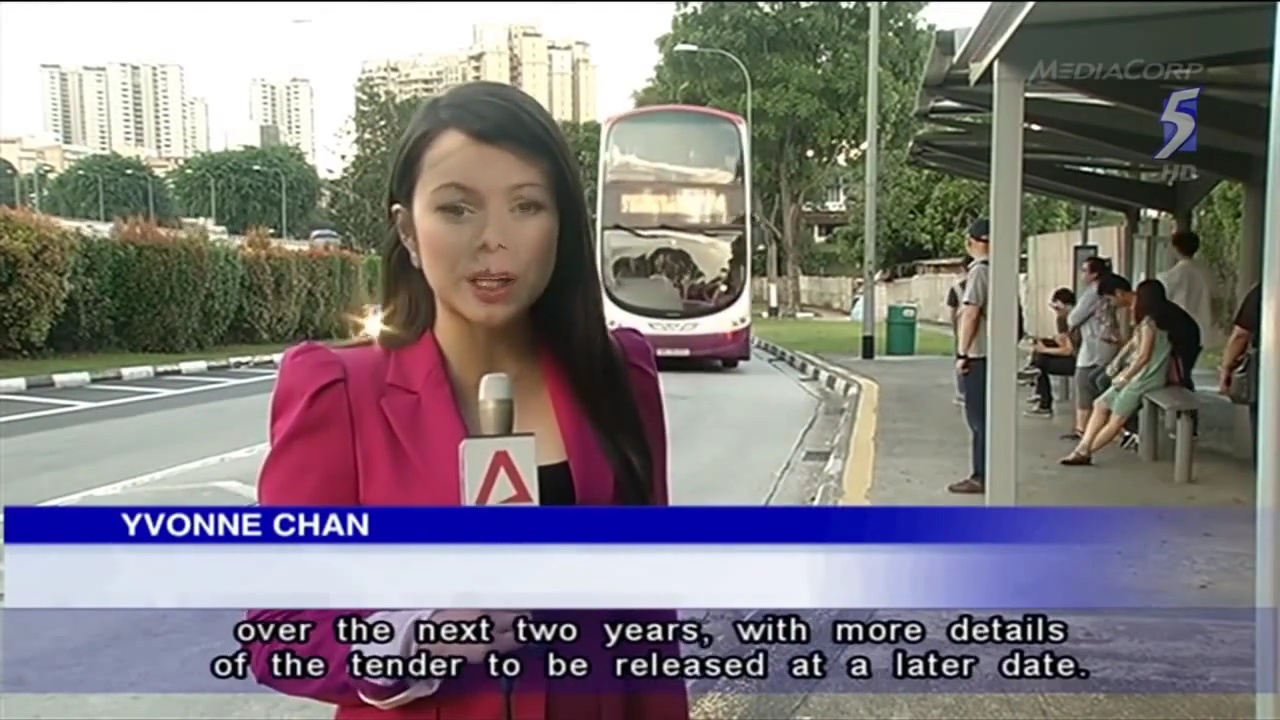 MEDIACORP
5
HD
YVONNE CHAN
over the next two years, with more details
of the tender to be released at a later date.